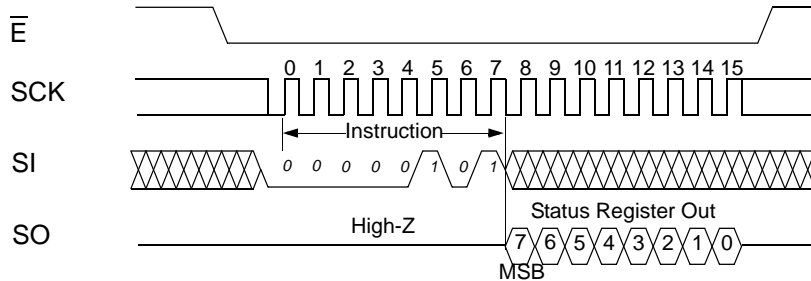 E
0 1 2 3 4 5 6 7 8 9 10 11 12 13 14 15
SCK
Instruction
SI
0 0 0 0 0 1 0 1
High-Z
Status Register Out
SO
7 6 5 4 3 2 1 0
MSB